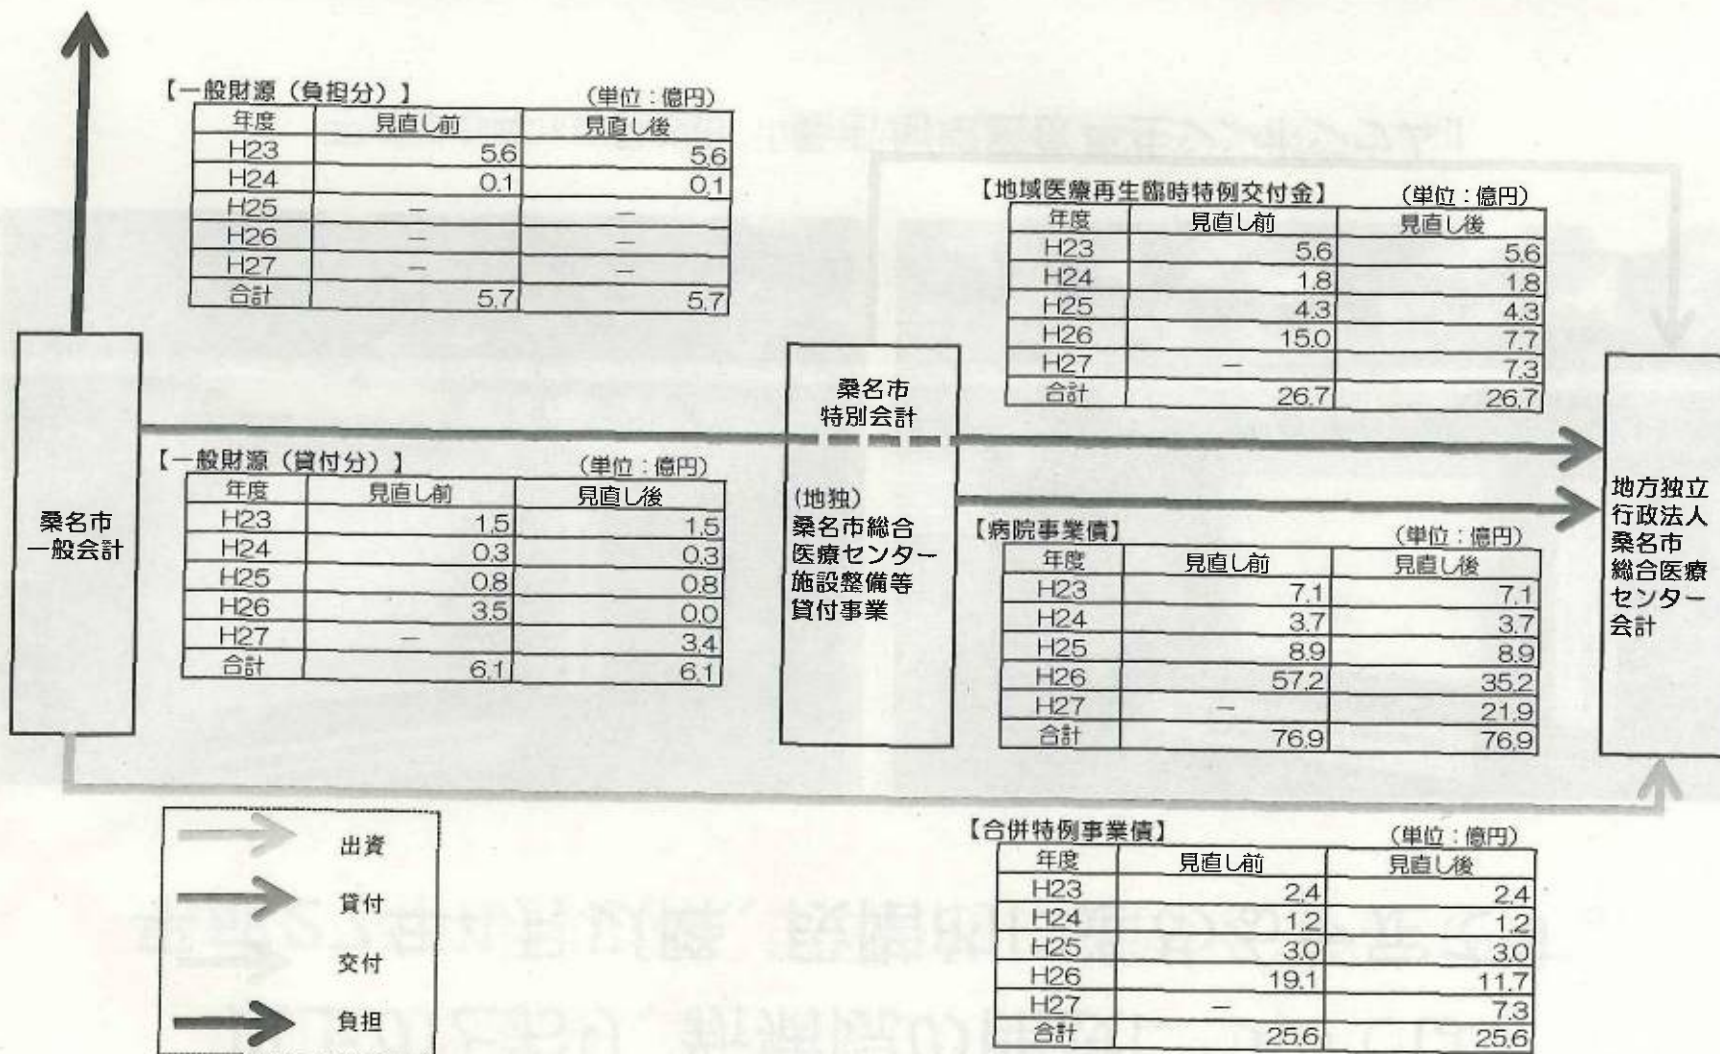 【一般財源（負担分）】 (単位：億円)
年度 見直し前 見直し後
H23 5.6 5.6
H24 0.1 0.1
H25 － －
H26 － －
H27 － －
合計 5.7 5.7
【地域医療再生臨時特例交付金】 (単位：億円)
年度 見直し前 見直し後
H23 5.6 5.6
H24 1.8 1.8
H25 4.3 4.3
H26 15.0 7.7
H27 － 7.3
合計 26.7 26.7
桑名市
一般会計
【一般財源（貸付分）】 (単位：億円)
年度 見直し前 見直し後
H23 1.5 1.5
H24 0.3 0.3
H25 0.8 0.8
H26 3.5 0.0
H27 － 3.4
合計 6.1 6.1
桑名市
特別会計
(地独)
桑名市総合
医療センター
施設整備等
貸付事業
【病院事業債】 (単位：億円)
年度 見直し前 見直し後
H23 7.1 7.1
H24 3.7 3.7
H25 8.9 8.9
H26 57.2 35.2
H27 － 21.9
合計 76.9 76.9
地方独立
行政法人
桑名市
総合医療
センター
会計
出資
貸付
交付
負担
【合併特例事業債】 (単位：億円)
年度 見直し前 見直し後
H23 2.4 2.4
H24 1.2 1.2
H25 3.0 3.0
H26 19.1 11.7
H27 － 7.3
合計 25.6 25.6